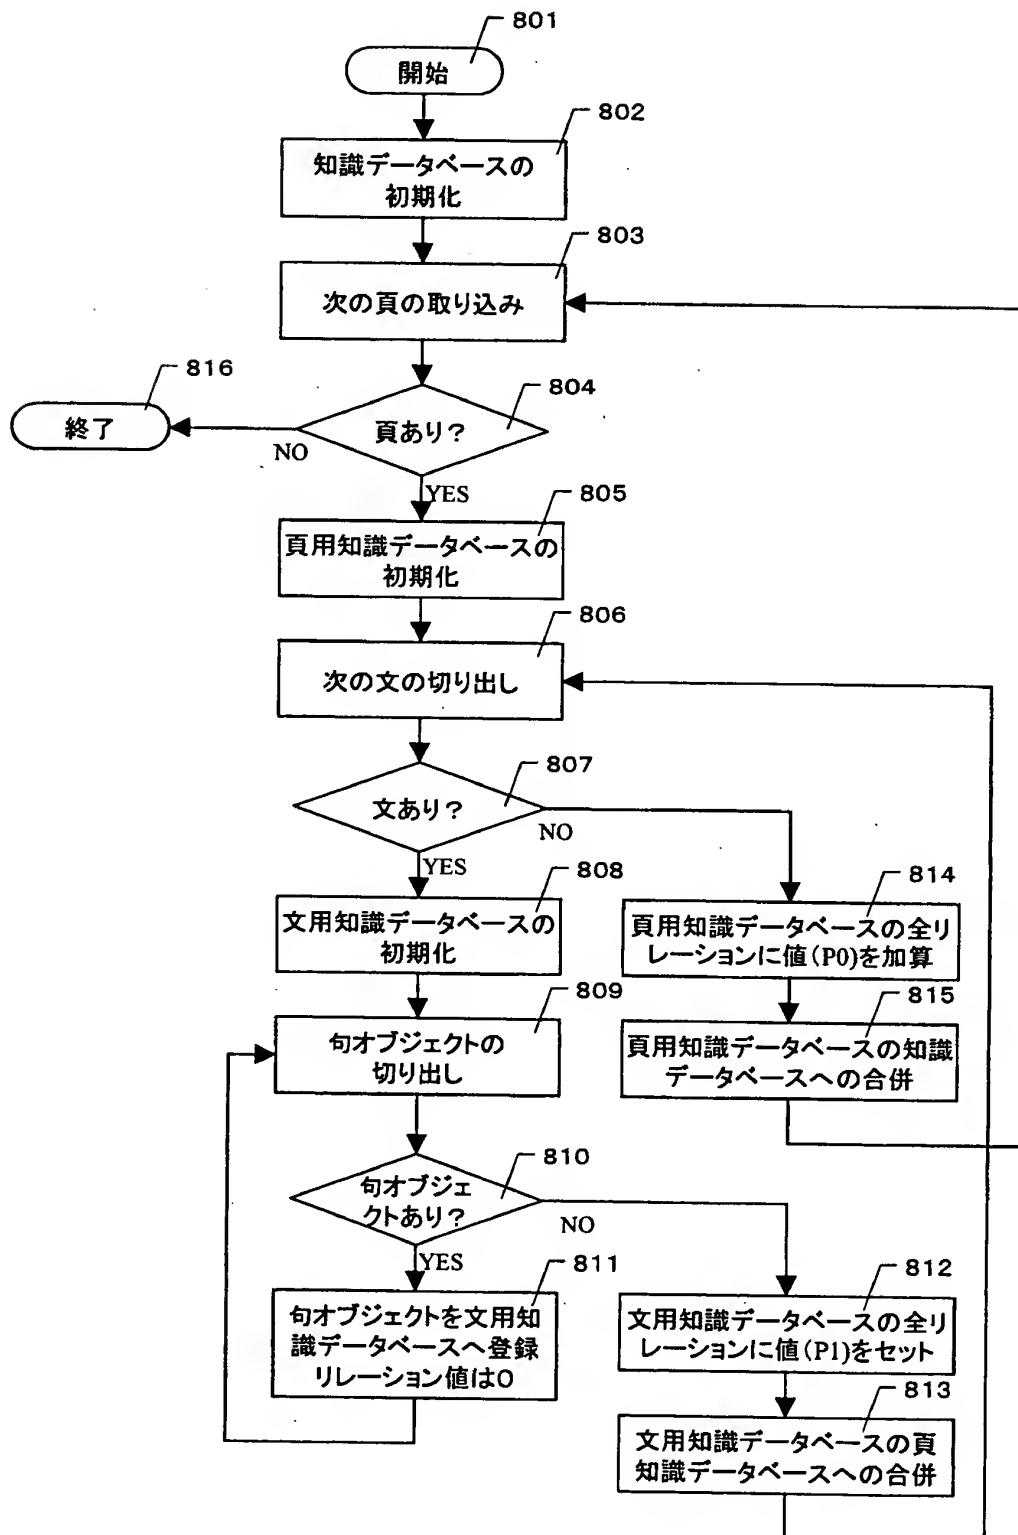 801
開始
802
知識データベースの
初期化
803
次の頁の取り込み
816
終了
804
頁あり？
NO
YES
805
頁用知識データベースの
初期化
806
次の文の切り出し
807
文あり？
NO
YES
808
文用知識データベースの
初期化
814
頁用知識データベースの全リ
レーションに値（P0）を加算
809
句オブジェクトの
切り出し
815
頁用知識データベースの知識
データベースへの合併
810
句オブジェ
クトあり？
NO
YES
811
句オブジェクトを文用知
識データベースへ登録
リレーション値は0
812
文用知識データベースの全リ
レーションに値（P1）をセット
813
文用知識データベースの頁
知識データベースへの合併